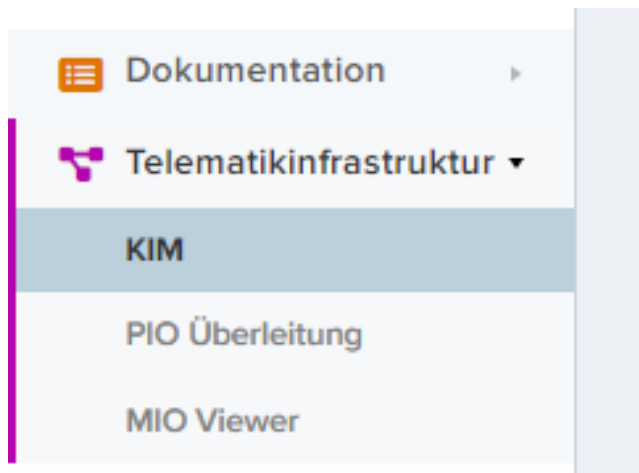 Dokumentation
Telematikinfrastruktur
KIM
PIO Überleitung
MIO Viewer